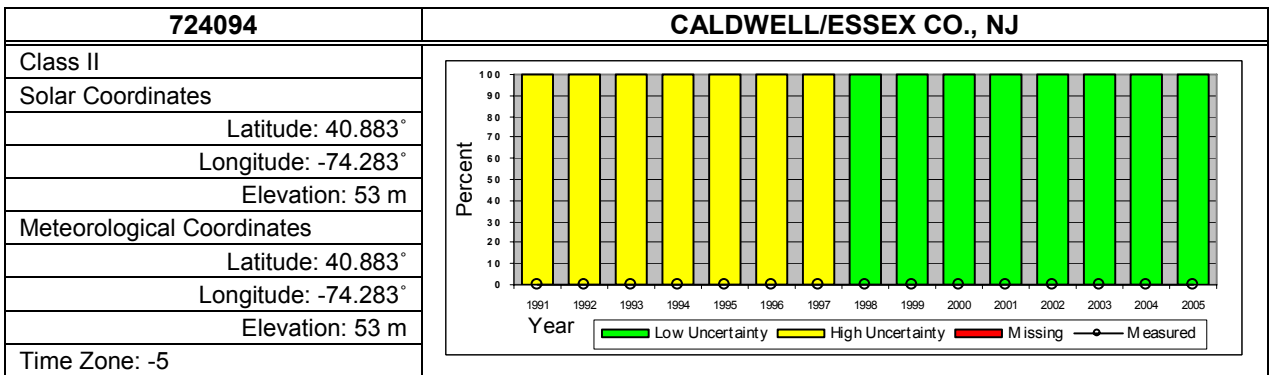 724094
CALDWELL/ESSEX CO., NJ
Class II
Solar Coordinates
Latitude: 40.883˚
Longitude: -74.283˚
Elevation: 53 m
Meteorological Coordinates
Latitude: 40.883˚
Longitude: -74.283˚
Elevation: 53 m
Time Zone: -5
Percent
100
90
80
70
60
50
40
30
20
10
0
1991 1992 1993 1994 1995 1996 1997 1998 1999 2000 2001 2002 2003 2004 2005
Year
Low Uncertainty High Uncertainty Missing Measured